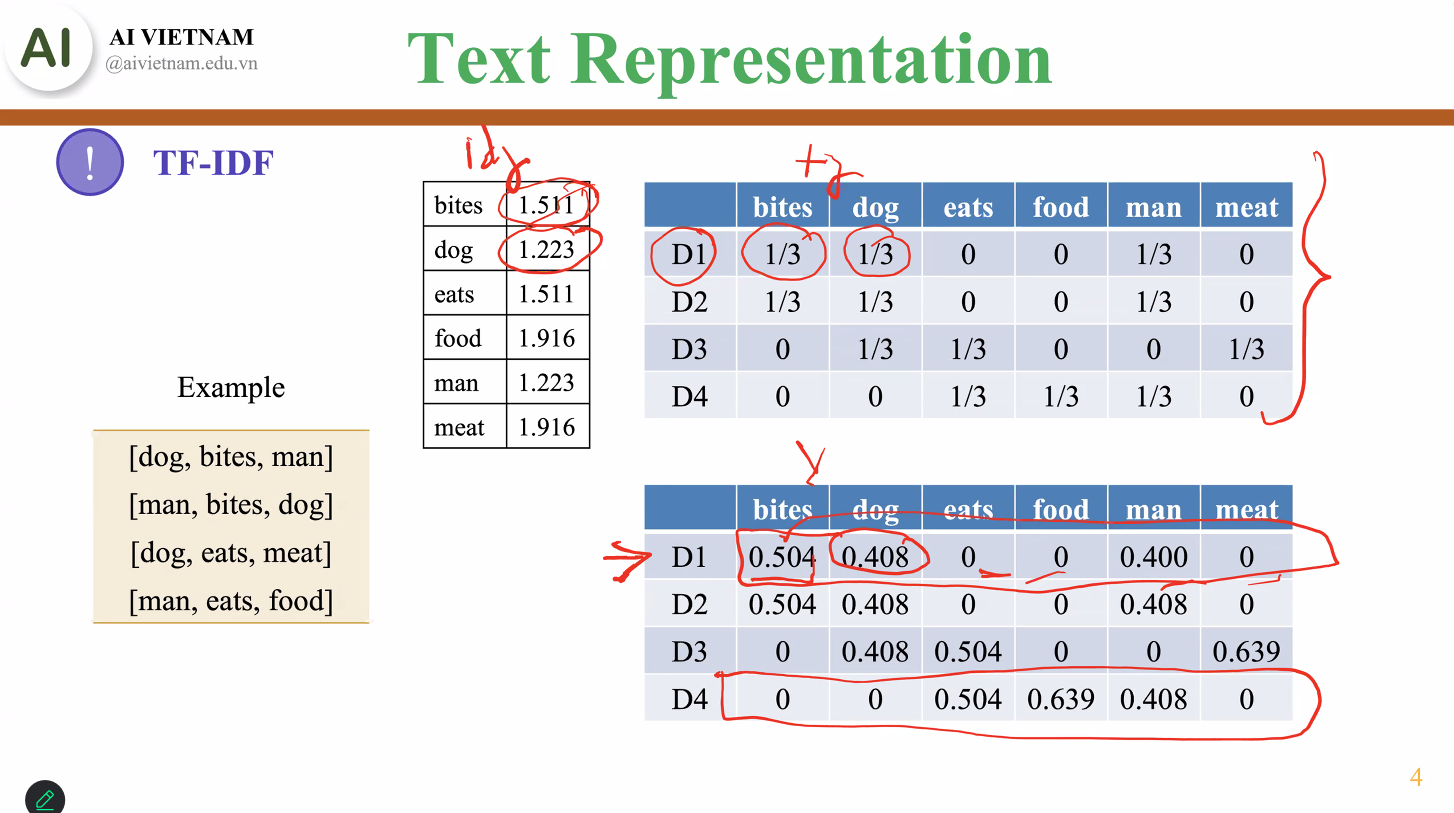 AI
AI VIETNAM
@aivietnam.edu.vn
Text Representation
!
TF-IDF
idf
tf
bites 1.511
dog 1.223
eats 1.511
food 1.916
man 1.223
meat 1.916
bites dog eats food man meat
D1 1/3 1/3 0 0 1/3 0
D2 1/3 1/3 0 0 1/3 0
D3 0 1/3 1/3 0 0 1/3
D4 0 0 1/3 1/3 1/3 0
Example
[dog, bites, man]
[man, bites, dog]
[dog, eats, meat]
[man, eats, food]
bites dog eats food man meat
D1 0.504 0.408 0 0 0.400 0
D2 0.504 0.408 0 0 0.408 0
D3 0 0.408 0.504 0 0 0.639
D4 0 0 0.504 0.639 0.408 0
4